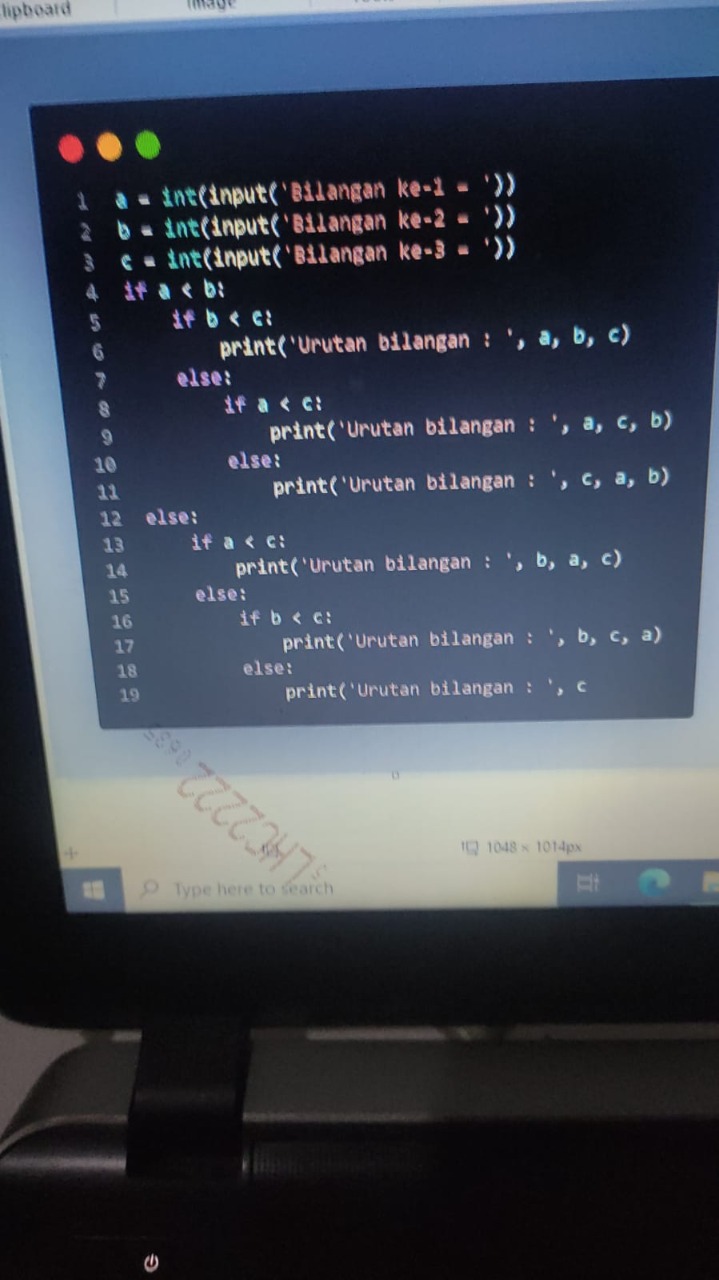 lipboard
Image
1 a = int(input('Bilangan ke-1 = '))
2 b = int(input('Bilangan ke-2 = '))
3 c = int(input('Bilangan ke-3 = '))
4 if a < b:
5     if b < c:
6         print('Urutan bilangan : ', a, b, c)
7     else:
8         if a < c:
9             print('Urutan bilangan : ', a, c, b)
10         else:
11             print('Urutan bilangan : ', c, a, b)
12 else:
13     if a < c:
14         print('Urutan bilangan : ', b, a, c)
15     else:
16         if b < c:
17             print('Urutan bilangan : ', b, c, a)
18         else:
19             print('Urutan bilangan : ', c
1048 × 1014px
Type here to search